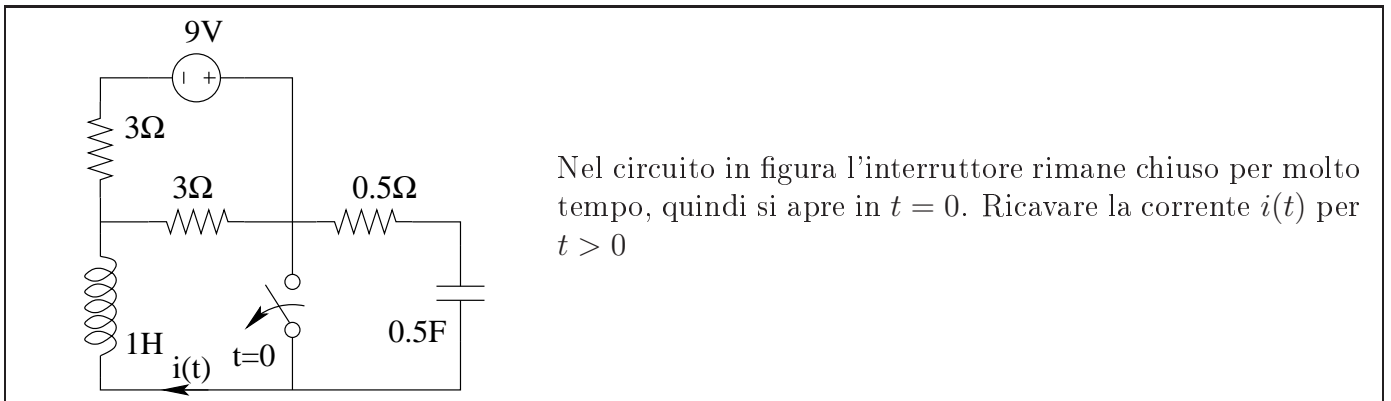 9V
3Ω
3Ω
0.5Ω
1H
i(t)
t=0
0.5F
Nel circuito in figura l'interruttore rimane chiuso per molto
tempo, quindi si apre in t = 0. Ricavare la corrente i(t) per
t > 0